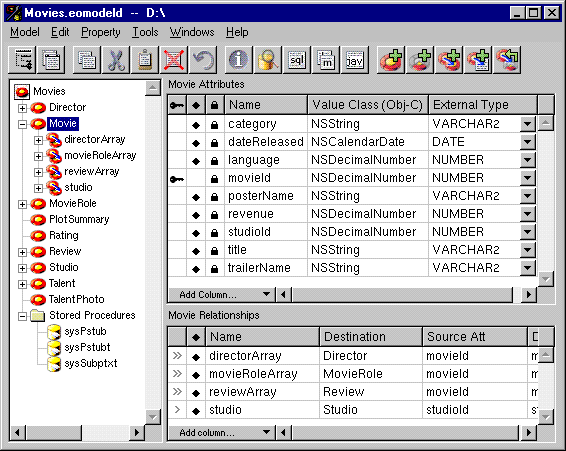 Movies.eomodeld -- D:\
Model Edit Property Tools Windows Help
sql m jav
Movies
Director
Movie
directorArray
movieRoleArray
reviewArray
studio
MovieRole
PlotSummary
Rating
Review
Studio
Talent
TalentPhoto
Stored Procedures
sysPstub
sysPstubt
sysSubptxt
Movie Attributes
Name Value Class (Obj-C) External Type
category NSString VARCHAR2
dateReleased NSCalendarDate DATE
language NSDecimalNumber NUMBER
movieId NSDecimalNumber NUMBER
posterName NSString VARCHAR2
revenue NSDecimalNumber NUMBER
studioId NSDecimalNumber NUMBER
title NSString VARCHAR2
trailerName NSString VARCHAR2
Add Column...
Movie Relationships
Name Destination Source Att D
directorArray Director movieId m
movieRoleArray MovieRole movieId m
reviewArray Review movieId m
studio Studio studioId st
Add column...